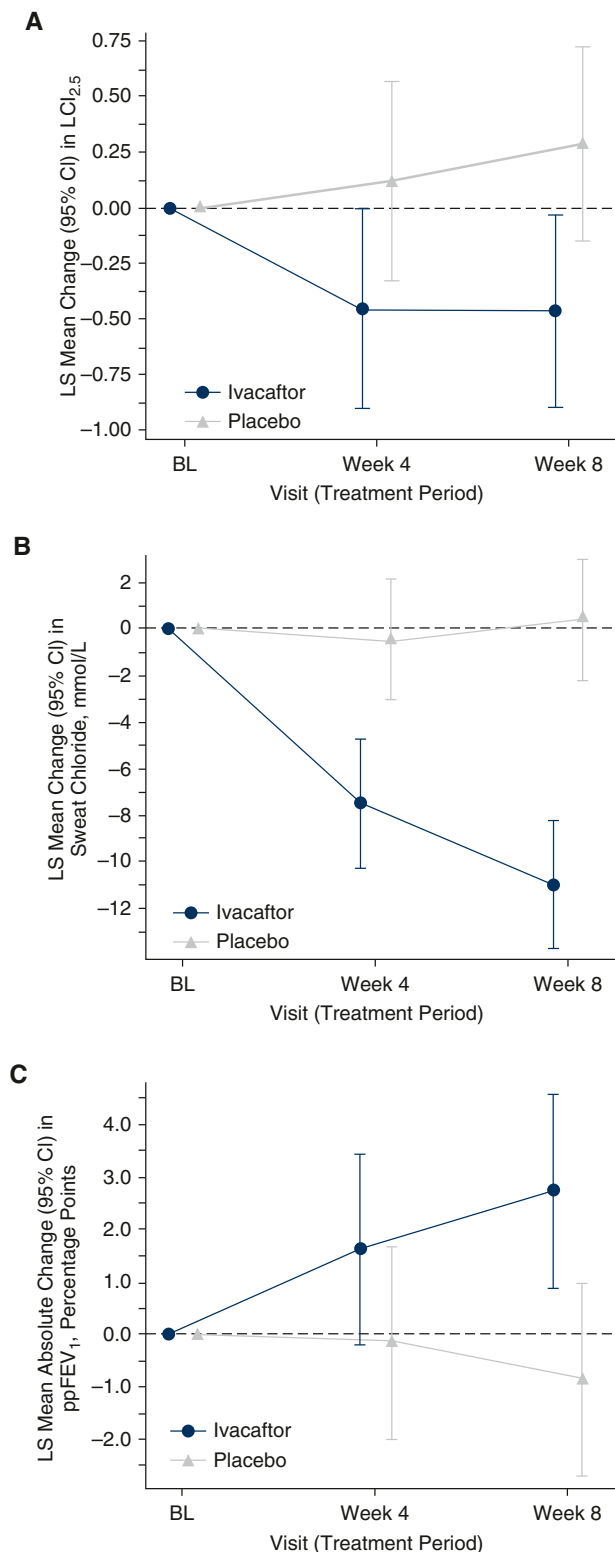 A
LS Mean Change (95% CI) in LCI2.5
0.75
0.50
0.25
0.00
−0.25
−0.50
−0.75
−1.00
Ivacaftor
Placebo
BL
Week 4
Week 8
Visit (Treatment Period)
B
LS Mean Change (95% CI) in
Sweat Chloride, mmol/L
2
0
−2
−4
−6
−8
−10
−12
Ivacaftor
Placebo
BL
Week 4
Week 8
Visit (Treatment Period)
C
LS Mean Absolute Change (95% CI) in
ppFEV1, Percentage Points
4.0
3.0
2.0
1.0
0.0
−1.0
−2.0
Ivacaftor
Placebo
BL
Week 4
Week 8
Visit (Treatment Period)